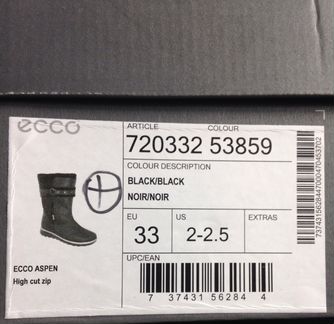 ecco
ARTICLE COLOUR
720332 53859
COLOUR DESCRIPTION
BLACK/BLACK
NOIR/NOIR
EU US EXTRAS
33 2-2.5
UPC/EAN
ECCO ASPEN
High cut zip
7 37431 56284 4